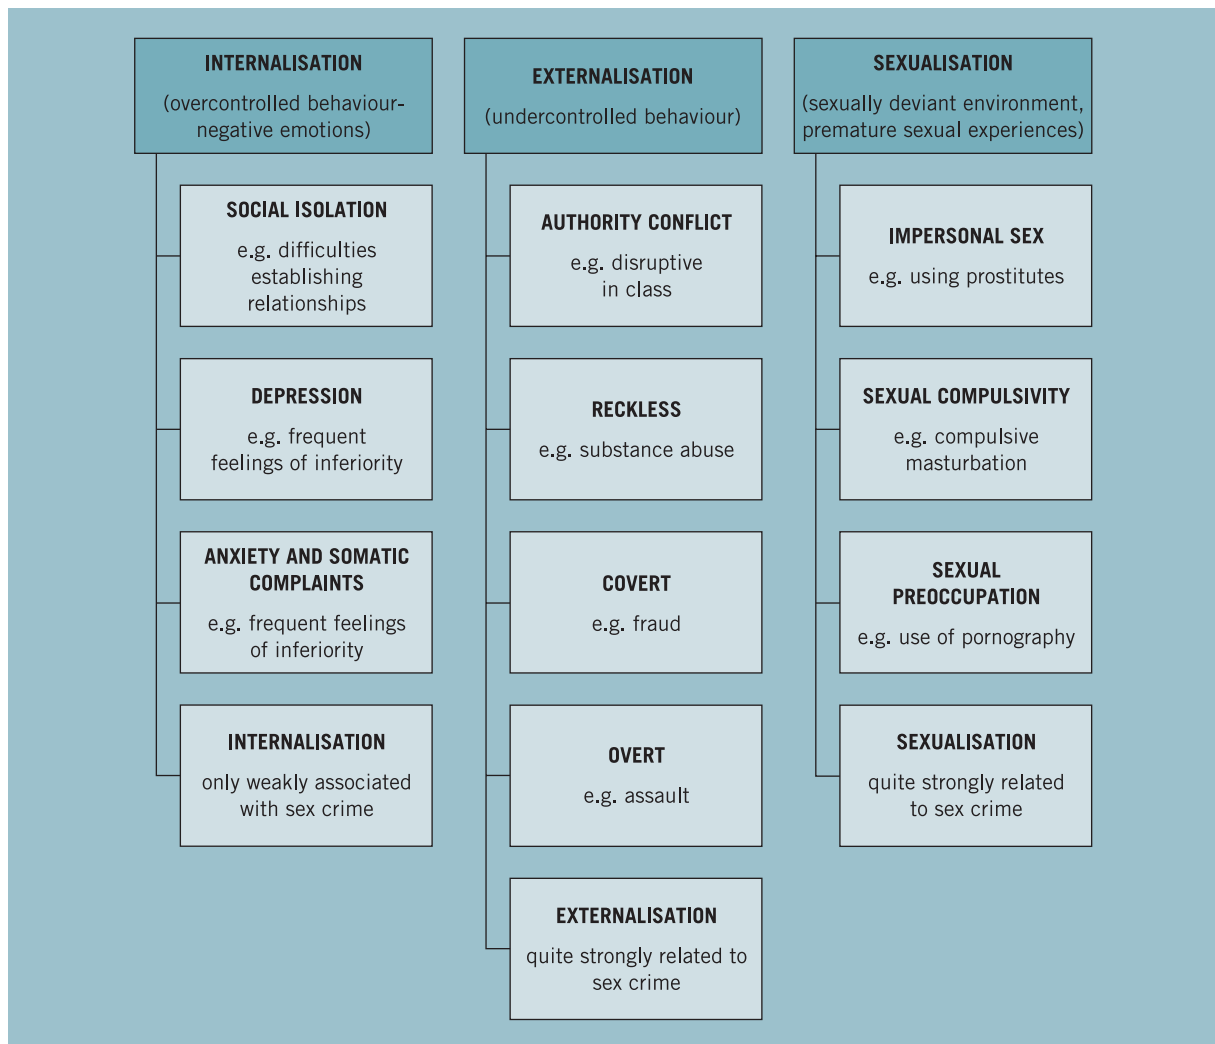 INTERNALISATION
(overcontrolled behaviour-
negative emotions)
SOCIAL ISOLATION
e.g. difficulties
establishing
relationships
DEPRESSION
e.g. frequent
feelings of inferiority
ANXIETY AND SOMATIC
COMPLAINTS
e.g. frequent feelings
of inferiority
INTERNALISATION
only weakly associated
with sex crime
EXTERNALISATION
(undercontrolled behaviour)
AUTHORITY CONFLICT
e.g. disruptive
in class
RECKLESS
e.g. substance abuse
COVERT
e.g. fraud
OVERT
e.g. assault
EXTERNALISATION
quite strongly related to
sex crime
SEXUALISATION
(sexually deviant environment,
premature sexual experiences)
IMPERSONAL SEX
e.g. using prostitutes
SEXUAL COMPULSIVITY
e.g. compulsive
masturbation
SEXUAL
PREOCCUPATION
e.g. use of pornography
SEXUALISATION
quite strongly related
to sex crime